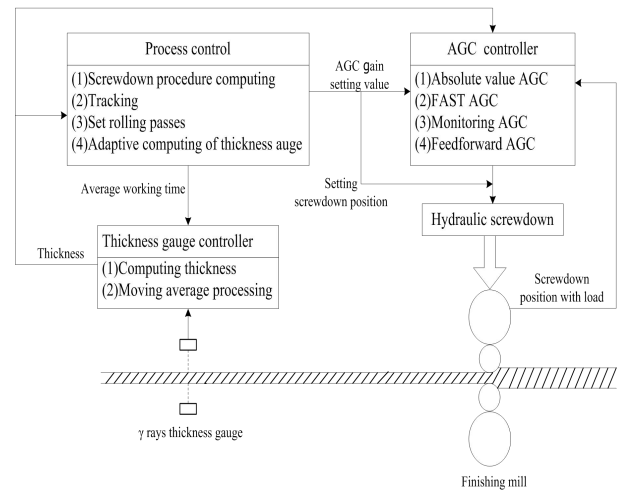 Process control
(1)Screwdown procedure computing
(2)Tracking
(3)Set rolling passes
(4)Adaptive computing of thickness auge
AGC gain
setting value
AGC controller
(1)Absolute value AGC
(2)FAST AGC
(3)Monitoring AGC
(4)Feedforward AGC
Average working time
Setting
screwdown position
Hydraulic screwdown
Thickness
Thickness gauge controller
(1)Computing thickness
(2)Moving average processing
Screwdown
position with load
γ rays thickness gauge
Finishing mill